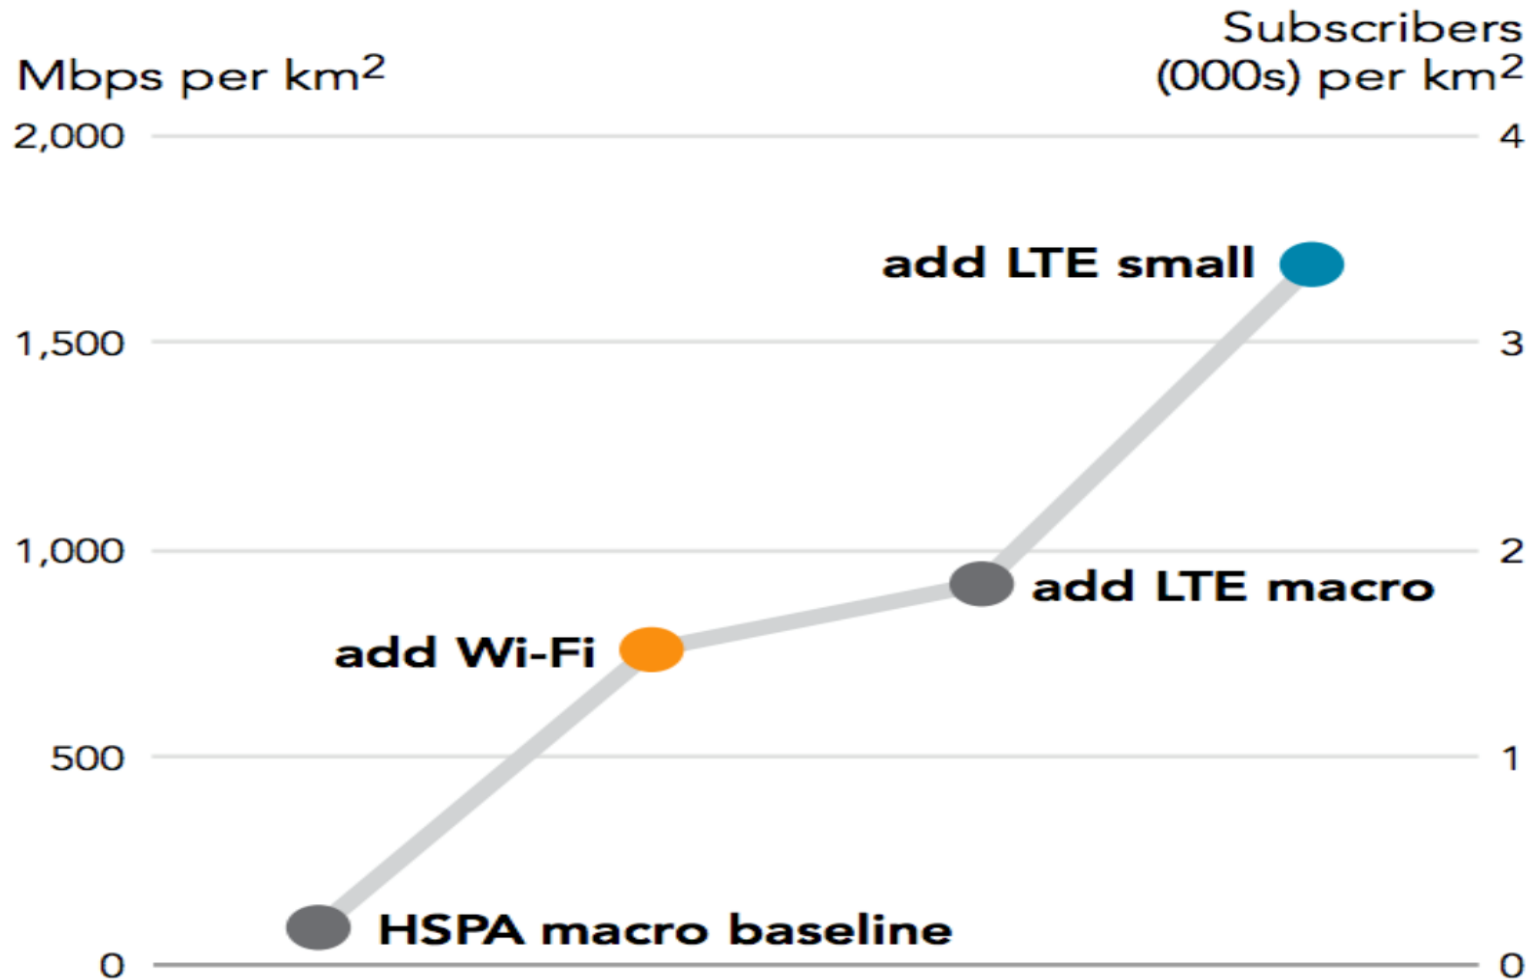 Mbps per km²
Subscribers
(000s) per km²
2,000
4
add LTE small
1,500
3
1,000
2
add LTE macro
add Wi-Fi
500
1
HSPA macro baseline
0
0